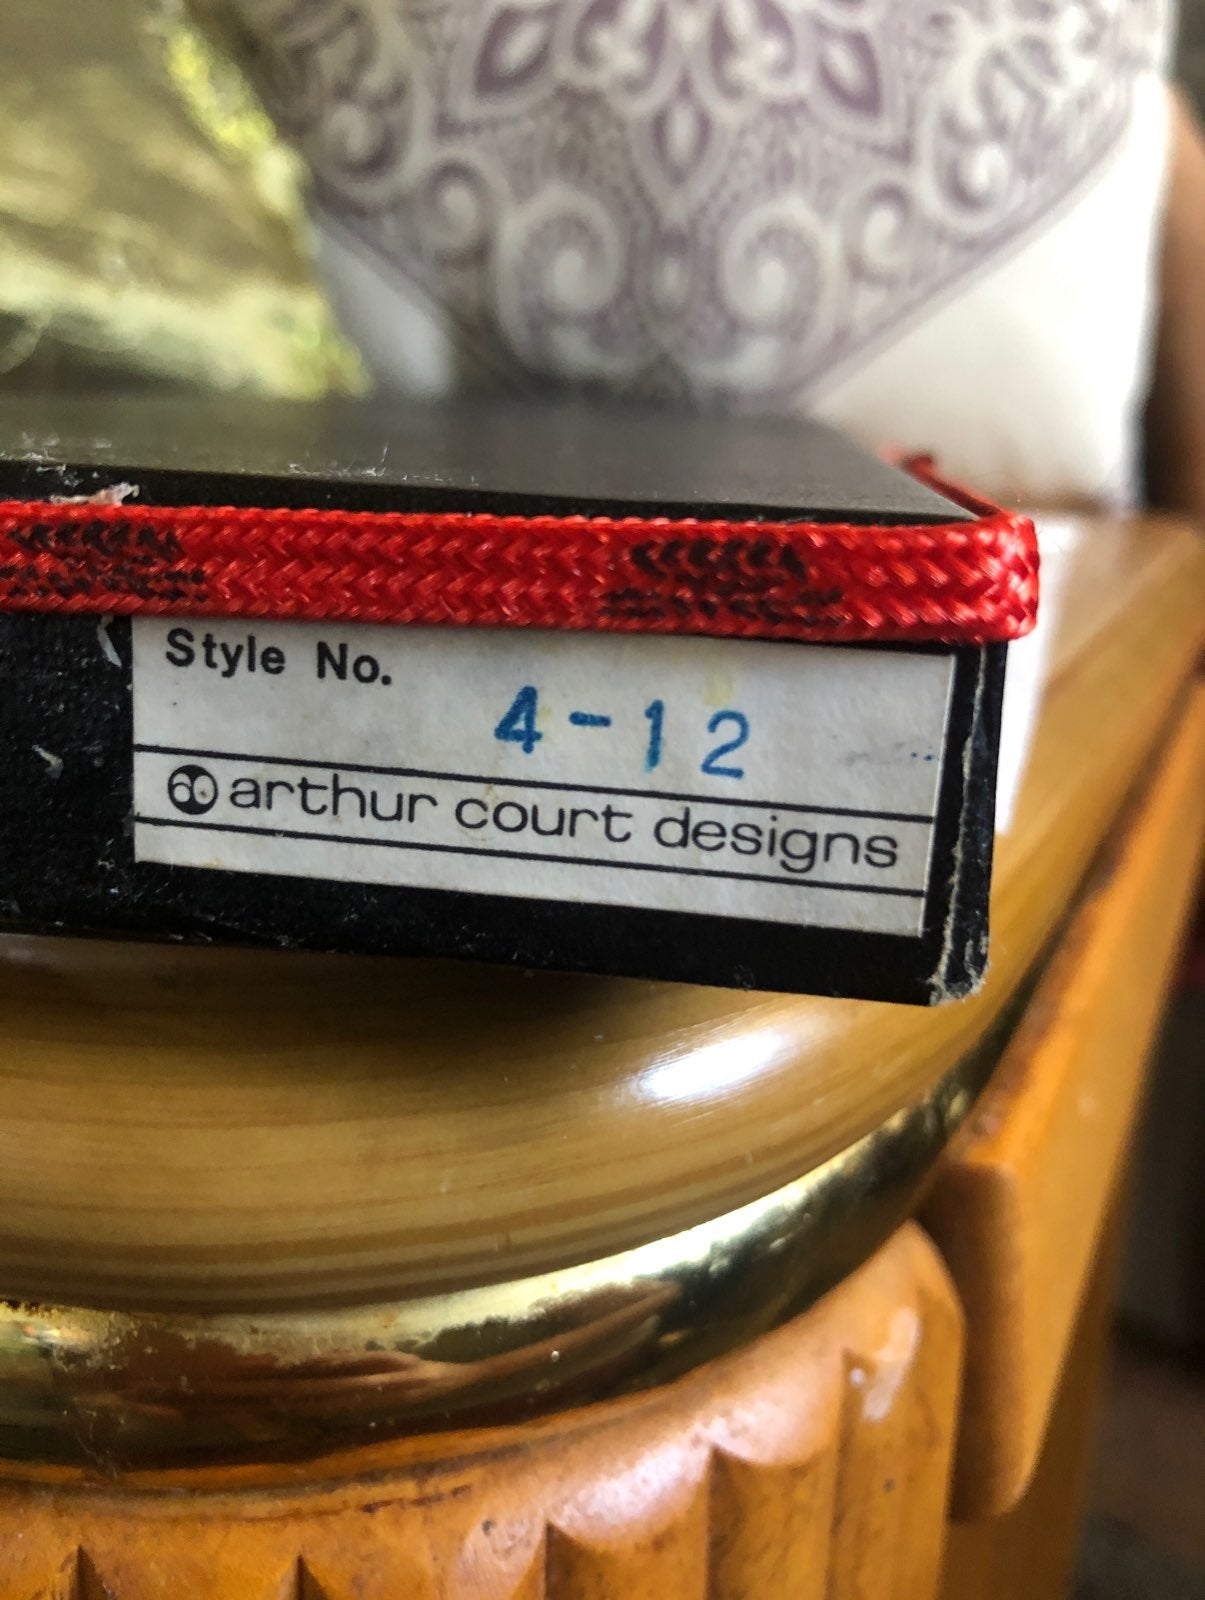 Style No.
4-12
arthur court designs